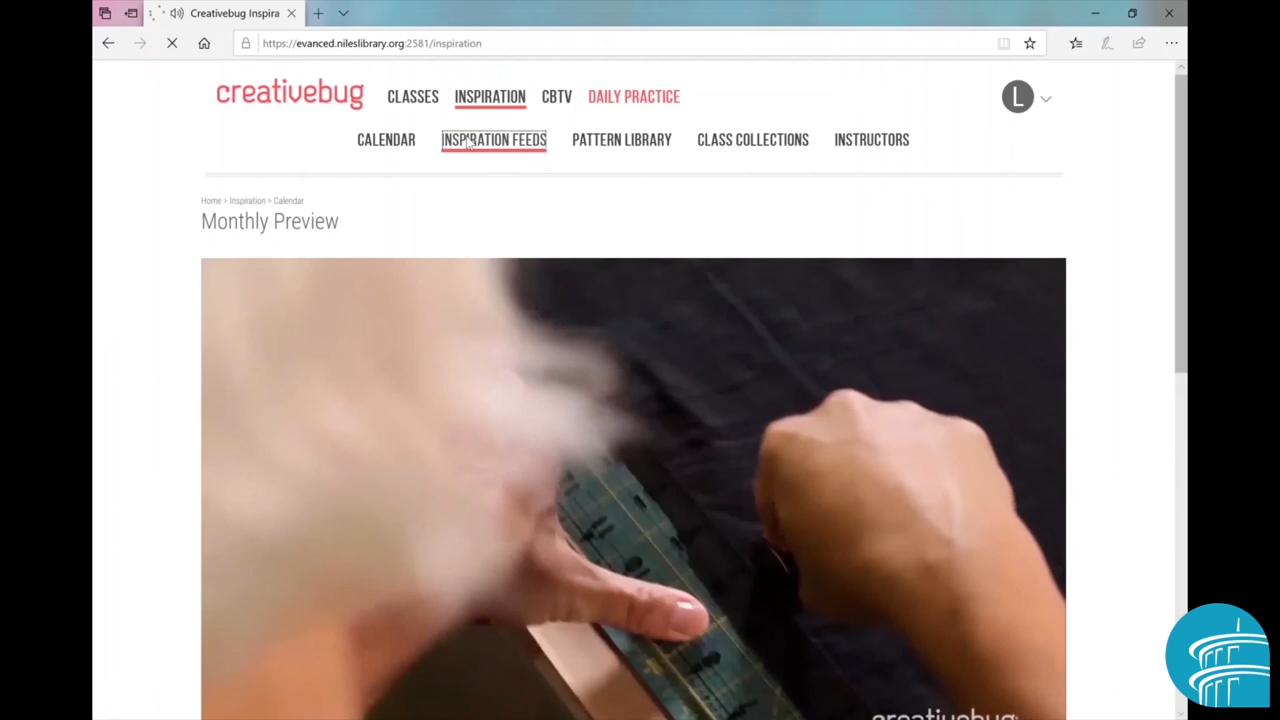 Creativebug Inspira
https://evanced.nileslibrary.org:2581/inspiration
creativebug CLASSES INSPIRATION CBTV DAILY PRACTICE L
CALENDAR INSPIRATION FEEDS PATTERN LIBRARY CLASS COLLECTIONS INSTRUCTORS
Home > Inspiration > Calendar
Monthly Preview
creativebug